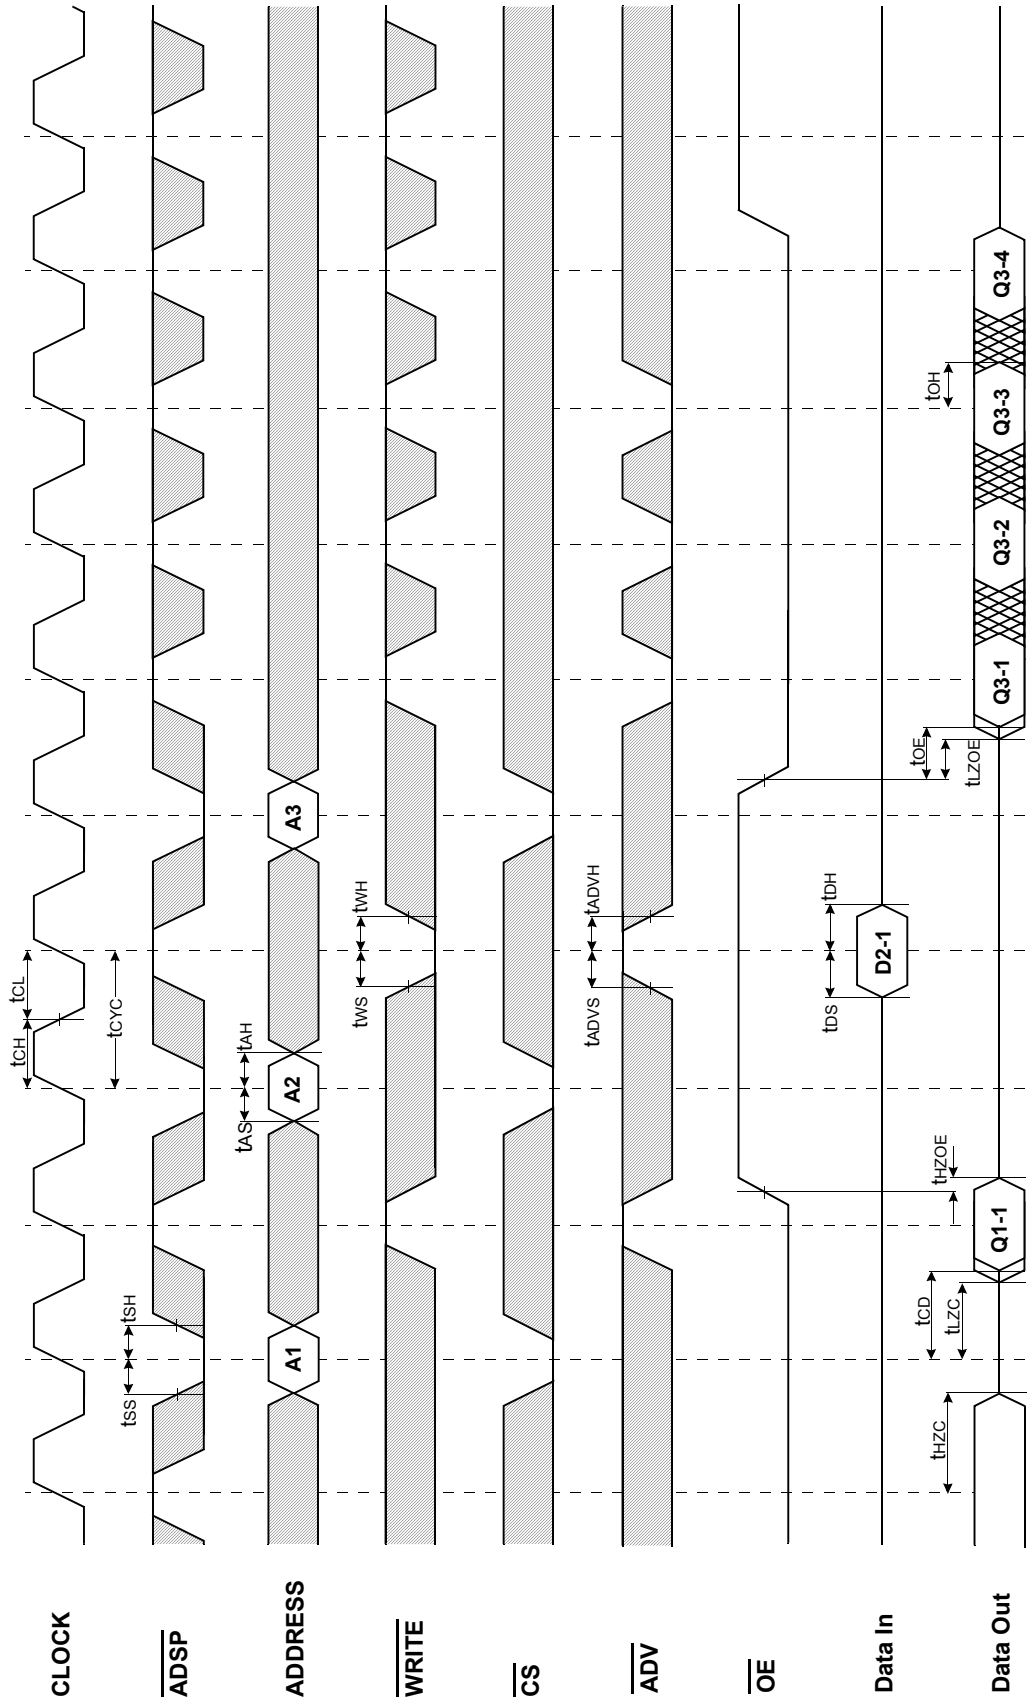 CLOCK
tCH
tCL
tCYC
ADSP
tSS
tSH
ADDRESS
A1
tAS
tAH
A2
A3
WRITE
tWS
tWH
CS
ADV
tADVS
tADVH
OE
Data In
tDS
tDH
D2-1
Data Out
tHZC
tCD
tLZC
tHZOE
Q1-1
tOE
tLZOE
Q3-1
Q3-2
tOH
Q3-3
Q3-4